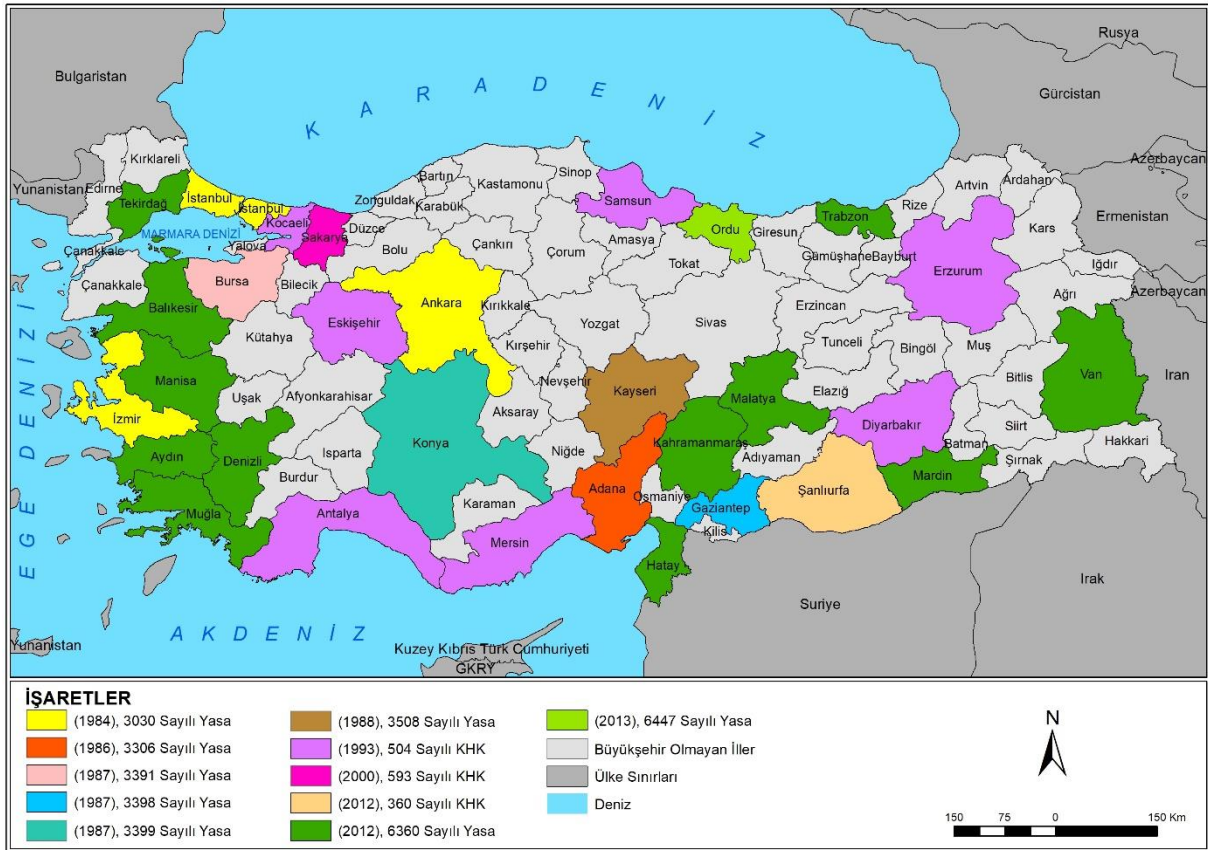 Rusya
Bulgaristan
Gürcistan
KARADENİZ
Azerbaycan
Kırklareli
Yunanistan
Edirne
Tekirdağ
İstanbul
İstanbul
Kocaeli
Sakarya
Yalova
MARMARA DENİZİ
Çanakkale
Çanakkale
Düzce
Zonguldak
Bartın
Karabük
Kastamonu
Sinop
Samsun
Ordu
Giresun
Trabzon
Rize
Artvin
Ardahan
Kars
Ermenistan
Iğdır
Azerbaycan
Bolu
Çankırı
Çorum
Amasya
Tokat
Gümüşhane
Bayburt
Erzurum
Ağrı
Balıkesir
Bursa
Bilecik
Eskişehir
Ankara
Kırıkkale
Yozgat
Sivas
Erzincan
Tunceli
Bingöl
Muş
Bitlis
Van
Iran
Kütahya
Kırşehir
Nevşehir
Kayseri
Malatya
Elazığ
Manisa
Uşak
Afyonkarahisar
Aksaray
Konya
İzmir
Niğde
Kahramanmaraş
Adıyaman
Diyarbakır
Batman
Siirt
Şırnak
Hakkari
Aydın
Denizli
Isparta
Burdur
Muğla
Antalya
Karaman
Mersin
Adana
Osmaniye
Gaziantep
Kilis
Şanlıurfa
Mardin
Hatay
Suriye
Irak
EGE DENİZİ
AKDENİZ
Yunanistan
Kuzey Kıbrıs Türk Cumhuriyeti
GKRY
İŞARETLER
(1984), 3030 Sayılı Yasa
(1986), 3306 Sayılı Yasa
(1987), 3391 Sayılı Yasa
(1987), 3398 Sayılı Yasa
(1987), 3399 Sayılı Yasa
(1988), 3508 Sayılı Yasa
(1993), 504 Sayılı KHK
(2000), 593 Sayılı KHK
(2012), 360 Sayılı KHK
(2012), 6360 Sayılı Yasa
(2013), 6447 Sayılı Yasa
Büyükşehir Olmayan İller
Ülke Sınırları
Deniz
N
150 75 0 150 Km